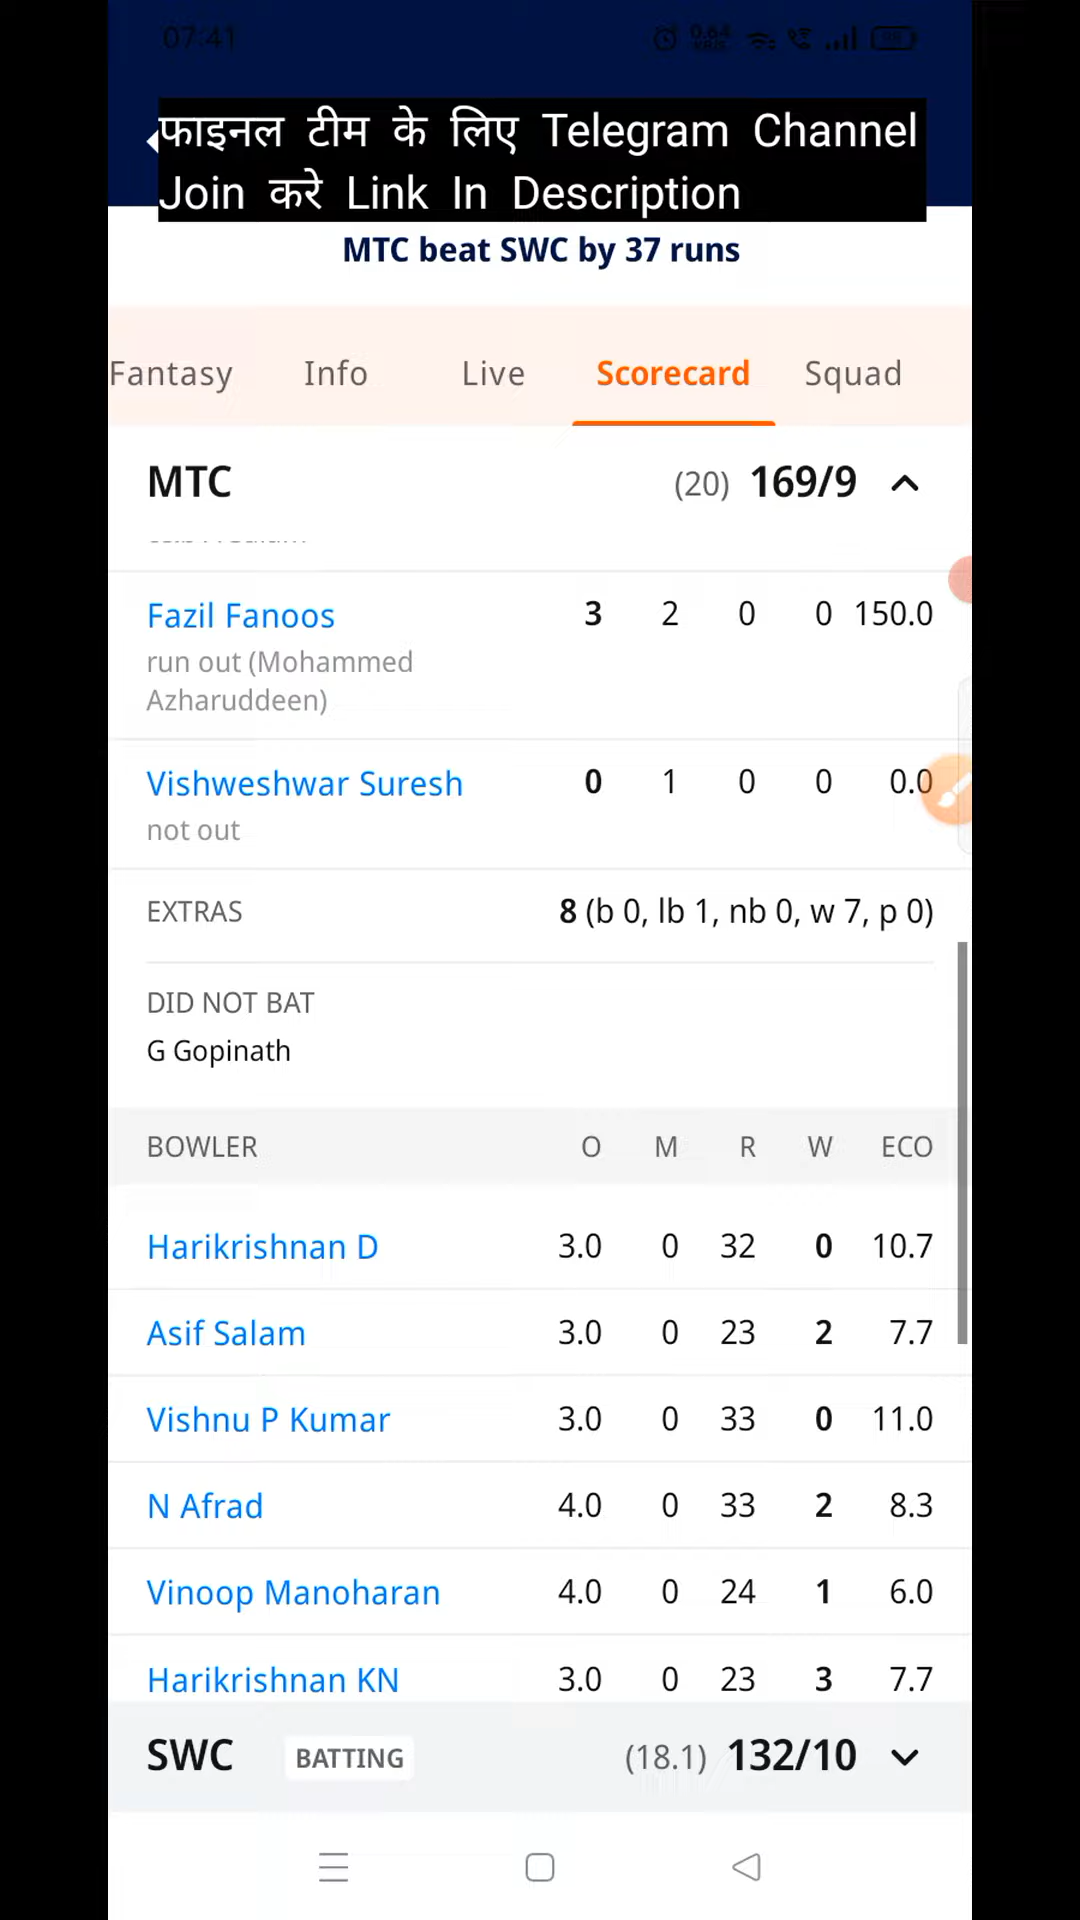 07:41
0.64
KB/S
98
फाइनल टीम के लिए Telegram Channel
Join करे Link In Description
MTC beat SWC by 37 runs
Fantasy Info Live Scorecard Squad
MTC (20) 169/9
Fazil Fanoos 3 2 0 0 150.0
run out (Mohammed
Azharuddeen)
Vishweshwar Suresh 0 1 0 0 0.0
not out
EXTRAS 8 (b 0, lb 1, nb 0, w 7, p 0)
DID NOT BAT
G Gopinath
BOWLER O M R W ECO
Harikrishnan D 3.0 0 32 0 10.7
Asif Salam 3.0 0 23 2 7.7
Vishnu P Kumar 3.0 0 33 0 11.0
N Afrad 4.0 0 33 2 8.3
Vinoop Manoharan 4.0 0 24 1 6.0
Harikrishnan KN 3.0 0 23 3 7.7
SWC BATTING (18.1) 132/10